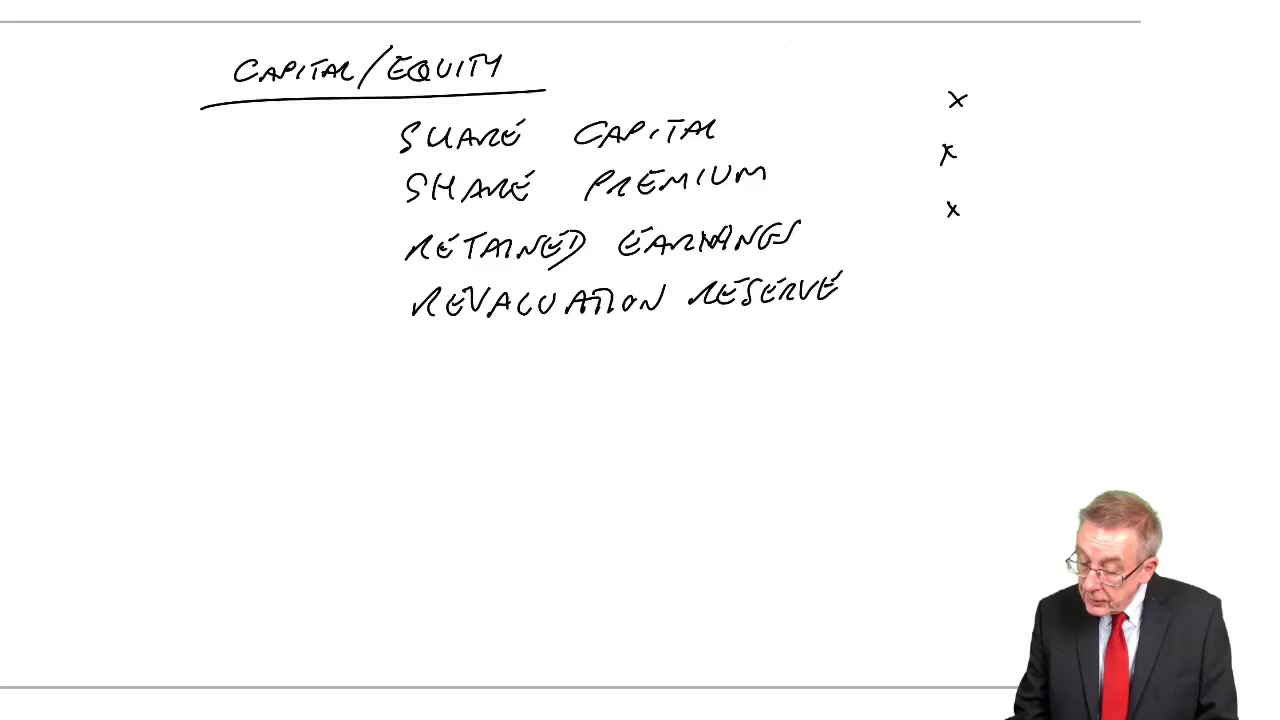 CAPITAL/EQUITY
SHARE CAPITAL x
SHARE PREMIUM x
RETAINED EARNINGS x
REVALUATION RESERVE